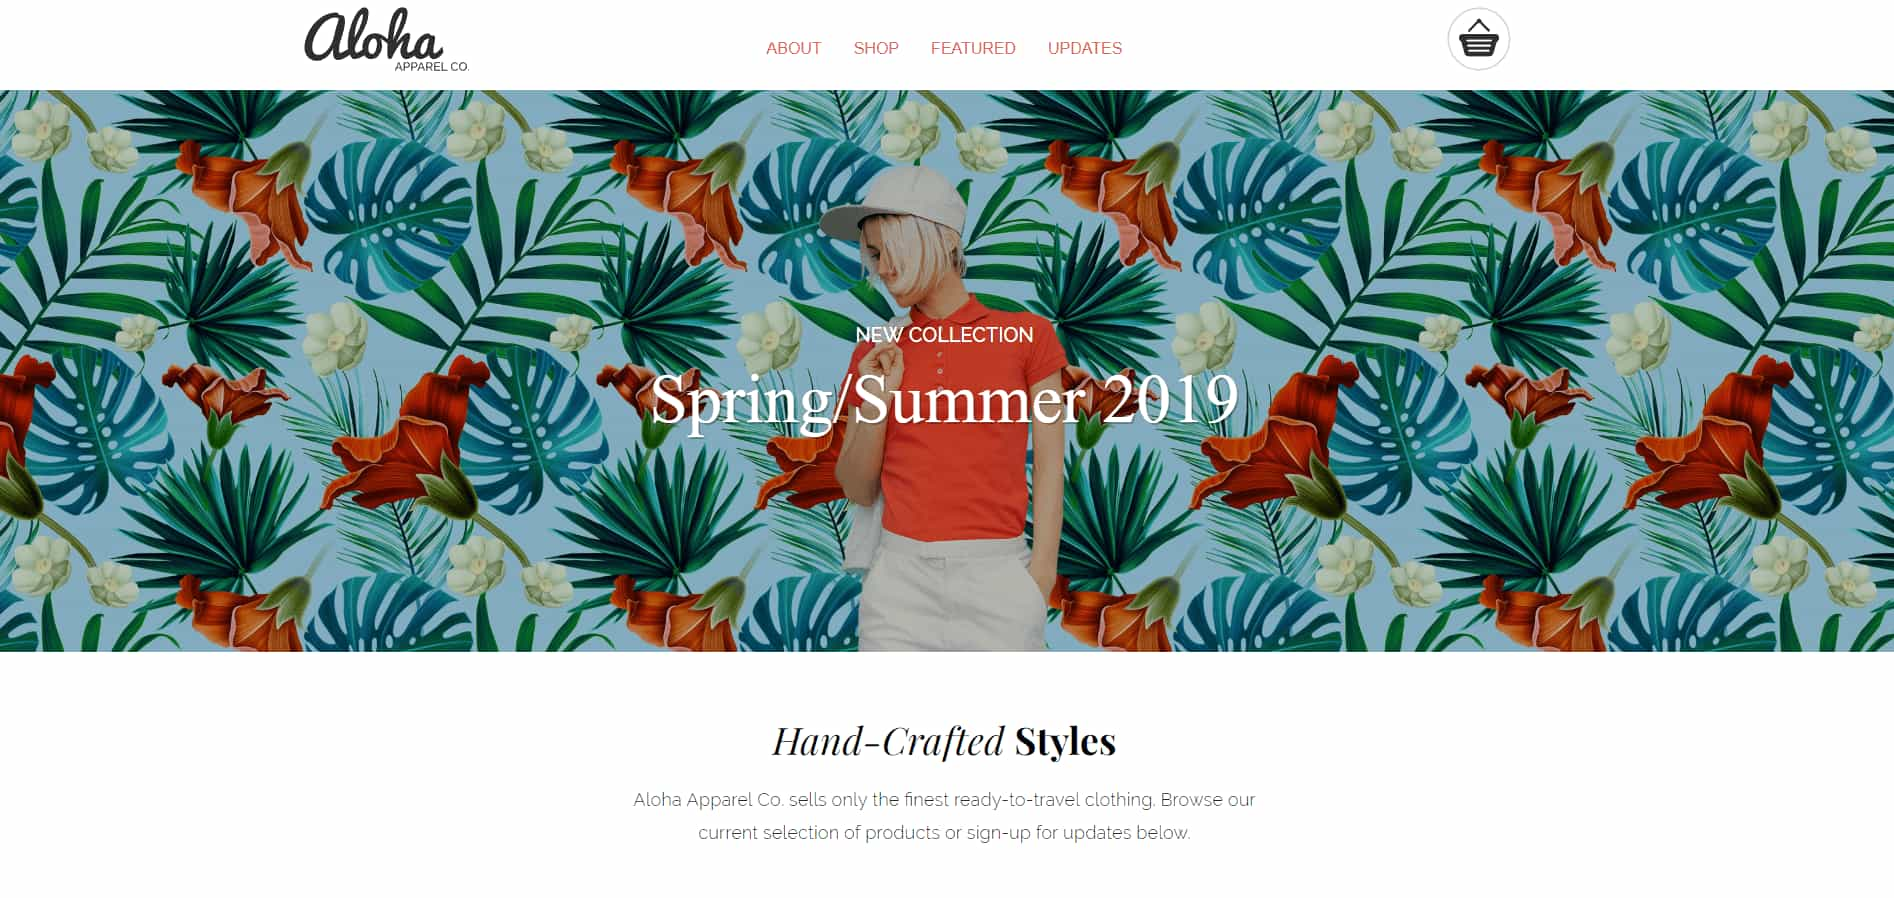 Aloha
APPAREL CO.
ABOUT SHOP FEATURED UPDATES
NEW COLLECTION
Spring/Summer 2019
Hand-Crafted Styles
Aloha Apparel Co. sells only the finest ready-to-travel clothing. Browse our
current selection of products or sign-up for updates below.